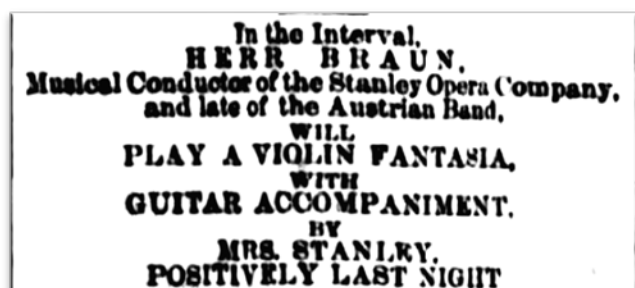 In the Interval,
HERR BRAUN,
Musical Conductor of the Stanley Opera Company,
and late of the Austrian Band,
WILL
PLAY A VIOLIN FANTASIA,
WITH
GUITAR ACCOMPANIMENT.
BY
MRS. STANLEY.
POSITIVELY LAST NIGHT